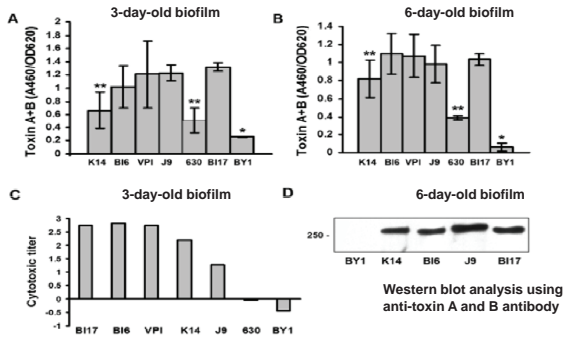 3-day-old biofilm
A
Toxin A+B (A460/OD620)
2
1.8
1.6
1.4
1.2
1
0.8
0.6
0.4
0.2
0
** ** *
K14 BI6 VPI J9 630 BI17 BY1
6-day-old biofilm
B
Toxin A+B (A460/OD620)
1.4
1.2
1
0.8
0.6
0.4
0.2
0
** ** *
K14 BI6 VPI J9 630 BI17 BY1
3-day-old biofilm
C
Cytotoxic titer
3
2.5
2
1.5
1
0.5
0
-0.5
-1
BI17 BI6 VPI K14 J9 630 BY1
6-day-old biofilm
D
250 -
BY1 K14 BI6 J9 BI17
Western blot analysis using
anti-toxin A and B antibody